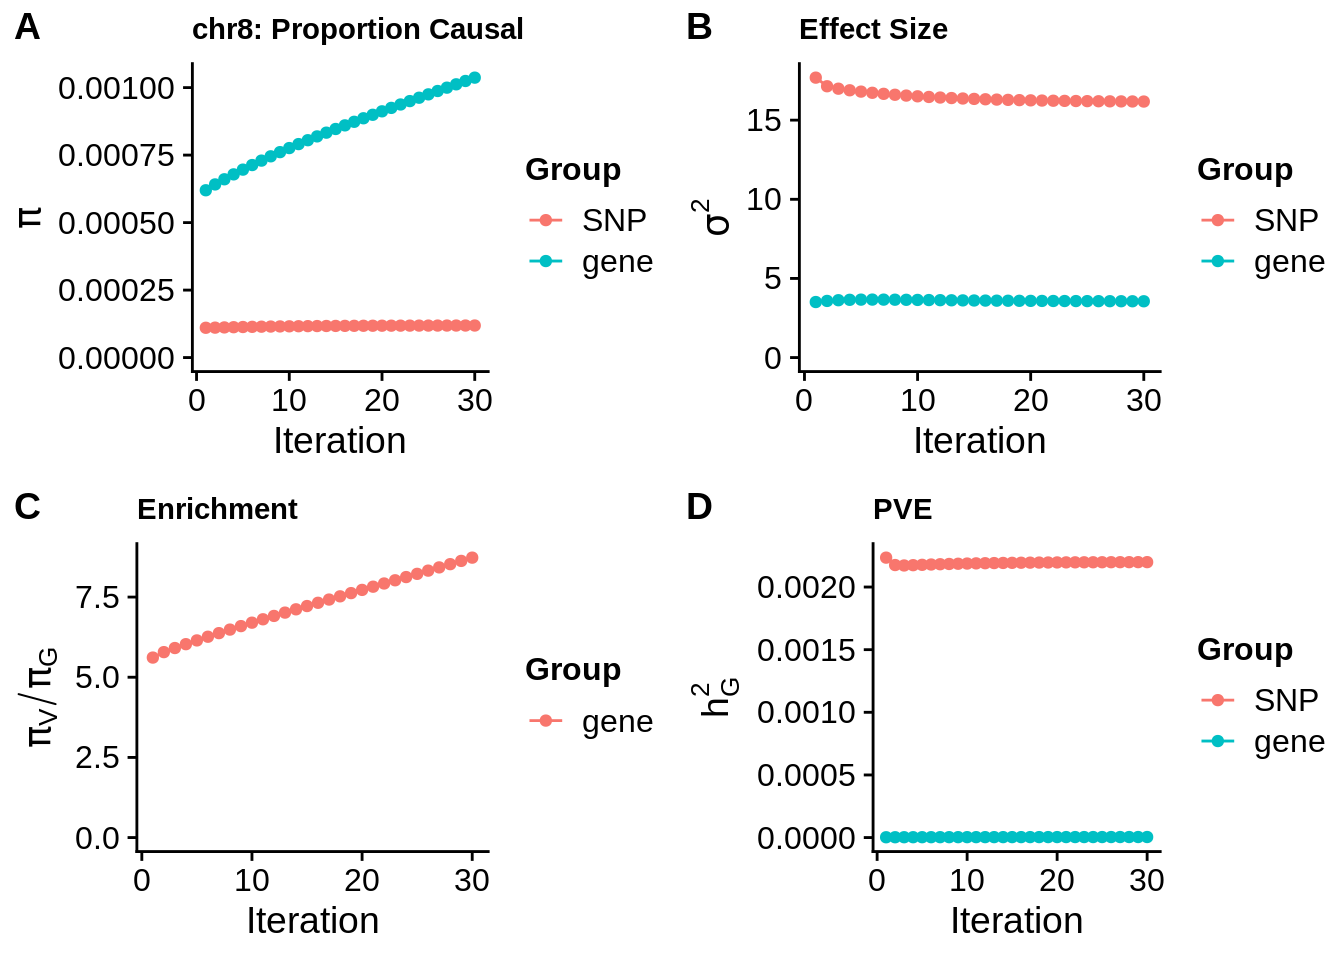 A
chr8: Proportion Causal
π
0.00100
0.00075
0.00050
0.00025
0.00000
0 10 20 30
Iteration
Group
SNP
gene
B
Effect Size
σ²
15
10
5
0
0 10 20 30
Iteration
Group
SNP
gene
C
Enrichment
π_V/π_G
7.5
5.0
2.5
0.0
0 10 20 30
Iteration
Group
gene
D
PVE
h²_G
0.0020
0.0015
0.0010
0.0005
0.0000
0 10 20 30
Iteration
Group
SNP
gene